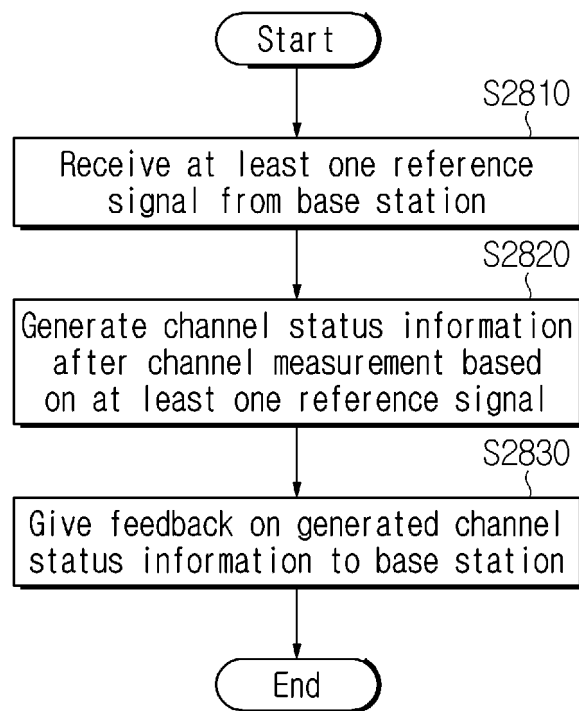 Start
S2810
Receive at least one reference
signal from base station
S2820
Generate channel status information
after channel measurement based
on at least one reference signal
S2830
Give feedback on generated channel
status information to base station
End